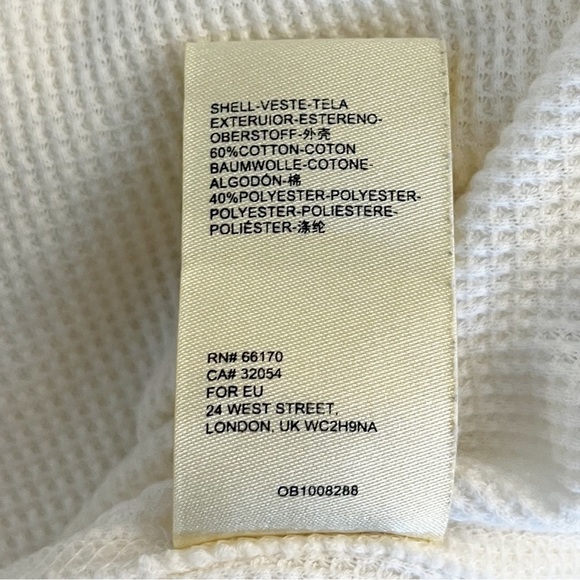 SHELL-VESTE-TELA
EXTERUIOR-ESTERENO-
OBERSTOFF-外壳
60%COTTON-COTON
BAUMWOLLE-COTONE-
ALGODÓN-棉
40%POLYESTER-POLYESTER-
POLYESTER-POLIESTERE-
POLIÉSTER-涤纶
RN# 66170
CA# 32054
FOR EU
24 WEST STREET,
LONDON, UK WC2H9NA
OB1008288